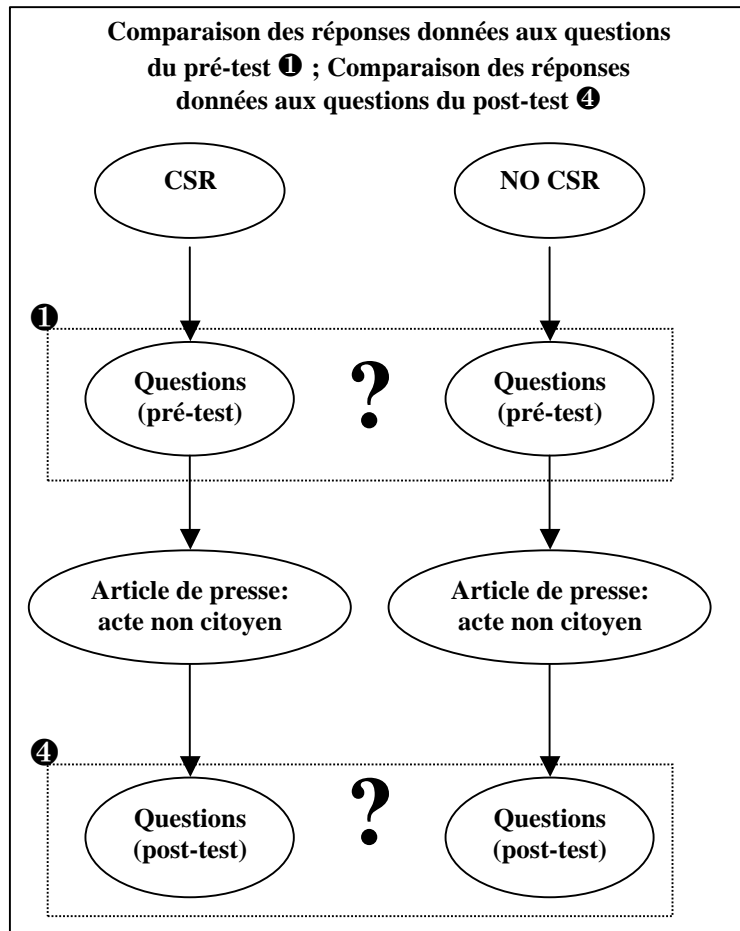 Comparaison des réponses données aux questions
du pré-test ❶ ; Comparaison des réponses
données aux questions du post-test ❹
CSR
NO CSR
❶
Questions
(pré-test)
?
Questions
(pré-test)
Article de presse:
acte non citoyen
Article de presse:
acte non citoyen
❹
Questions
(post-test)
?
Questions
(post-test)